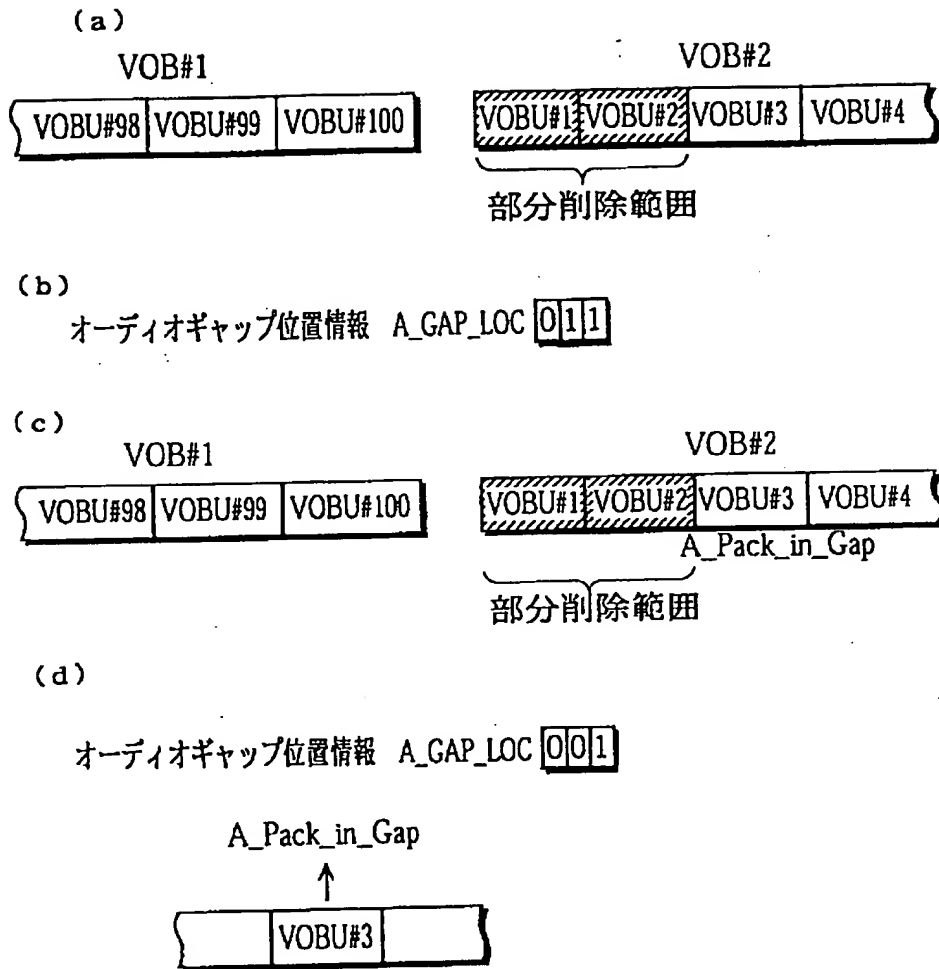 (a)
VOB#1 VOB#2
VOBU#98 VOBU#99 VOBU#100 VOBU#1 VOBU#2 VOBU#3 VOBU#4
部分削除範囲
(b)
オーディオギャップ位置情報 A_GAP_LOC 0 1 1
(c)
VOB#1 VOB#2
VOBU#98 VOBU#99 VOBU#100 VOBU#1 VOBU#2 VOBU#3 VOBU#4
A_Pack_in_Gap
部分削除範囲
(d)
オーディオギャップ位置情報 A_GAP_LOC 0 0 1
A_Pack_in_Gap
VOBU#3